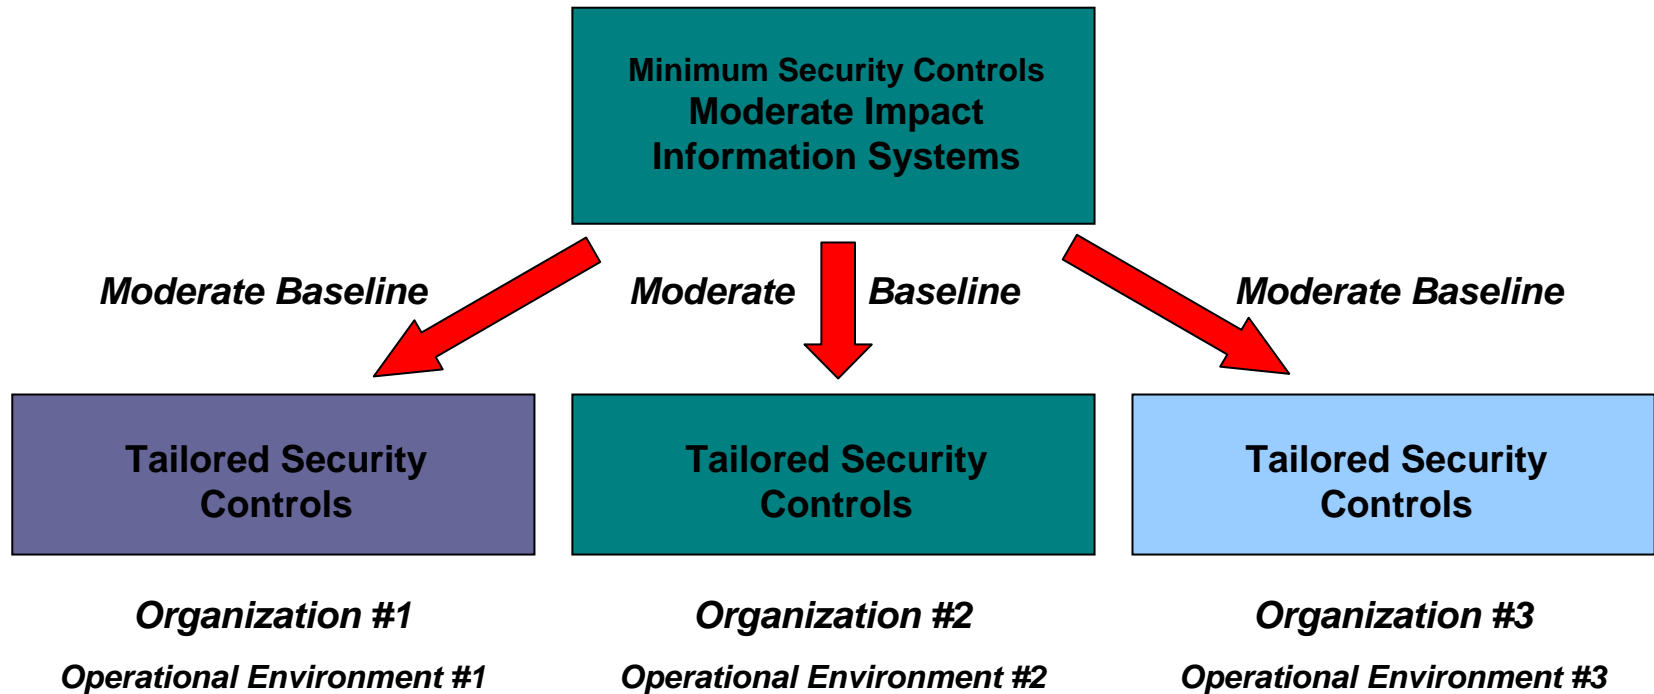 Minimum Security Controls
Moderate Impact
Information Systems
Moderate Baseline
Moderate Baseline
Moderate Baseline
Tailored Security
Controls
Tailored Security
Controls
Tailored Security
Controls
Organization #1
Organization #2
Organization #3
Operational Environment #1
Operational Environment #2
Operational Environment #3